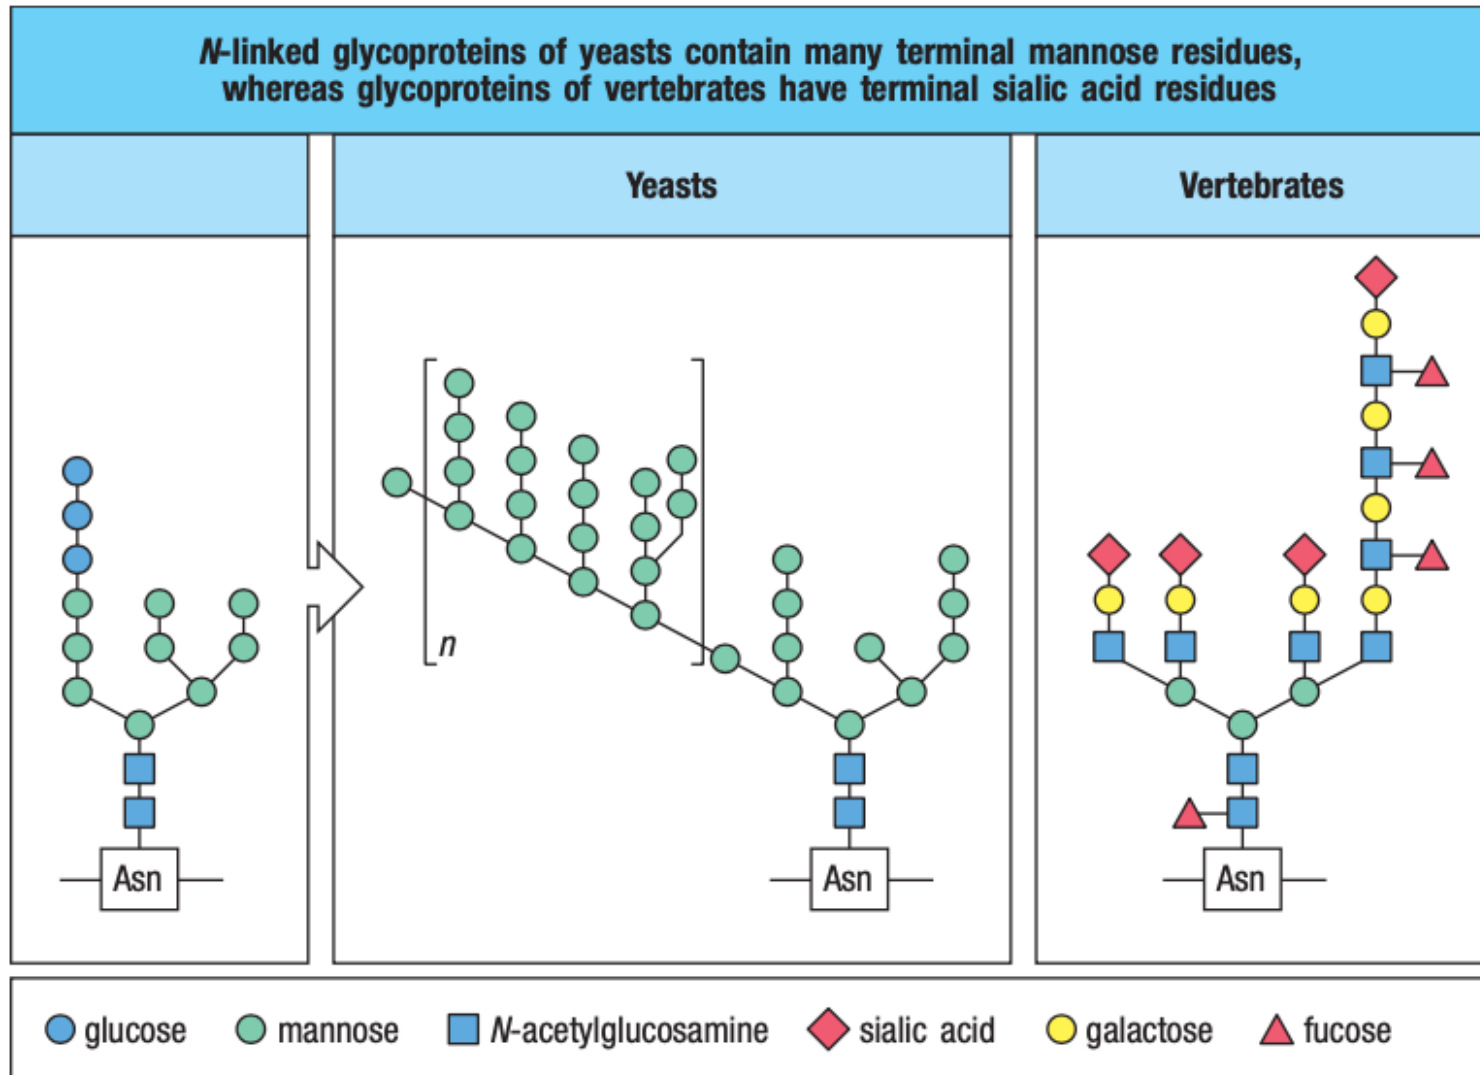 N-linked glycoproteins of yeasts contain many terminal mannose residues,
whereas glycoproteins of vertebrates have terminal sialic acid residues
Yeasts
Vertebrates
n
Asn
Asn
Asn
glucose
mannose
N-acetylglucosamine
sialic acid
galactose
fucose